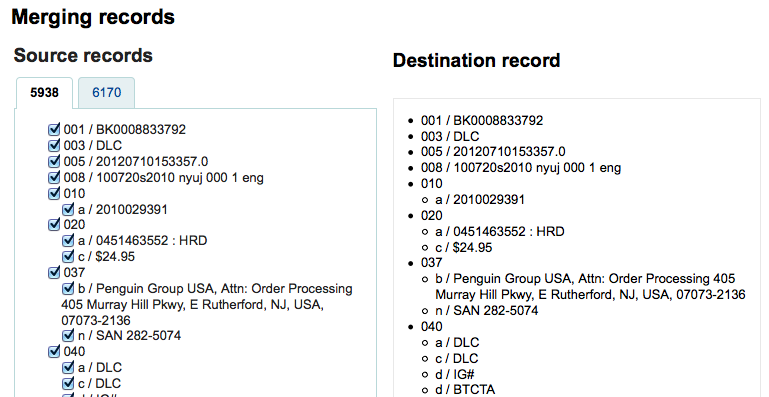 Merging records
Source records
5938
6170
001 / BK0008833792
003 / DLC
005 / 20120710153357.0
008 / 100720s2010 nyuj 000 1 eng
010
a / 2010029391
020
a / 0451463552 : HRD
c / $24.95
037
b / Penguin Group USA, Attn: Order Processing
405 Murray Hill Pkwy, E Rutherford, NJ, USA,
07073-2136
n / SAN 282-5074
040
a / DLC
c / DLC
d / IG#
Destination record
001 / BK0008833792
003 / DLC
005 / 20120710153357.0
008 / 100720s2010 nyuj 000 1 eng
010
a / 2010029391
020
a / 0451463552 : HRD
c / $24.95
037
b / Penguin Group USA, Attn: Order Processing 405
Murray Hill Pkwy, E Rutherford, NJ, USA, 07073-2136
n / SAN 282-5074
040
a / DLC
c / DLC
d / IG#
d / BTCTA